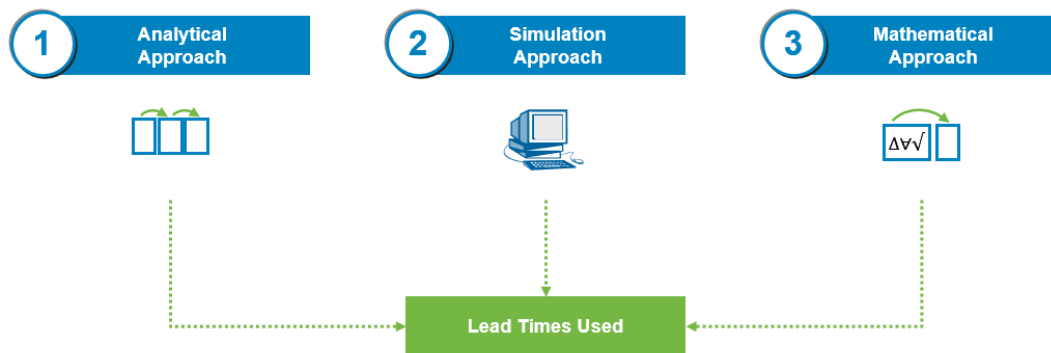 1
Analytical
Approach
2
Simulation
Approach
3
Mathematical
Approach
Δ∀√
Lead Times Used